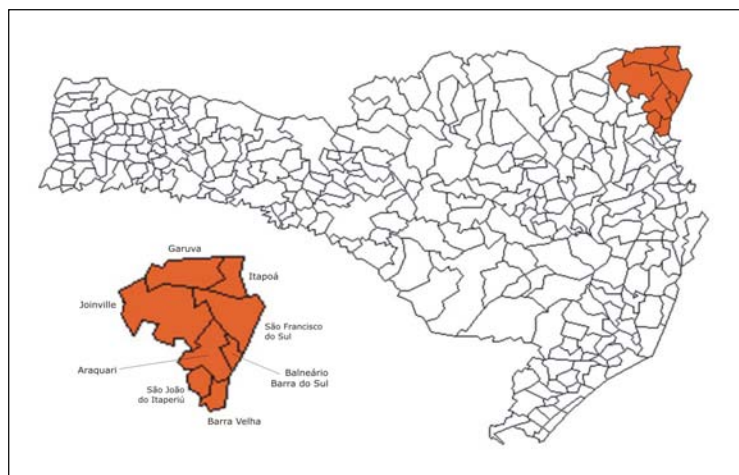 Garuva
Itapoá
Joinville
São Francisco
do Sul
Araquari
Balneário
Barra do Sul
São João
do Itaperiú
Barra Velha